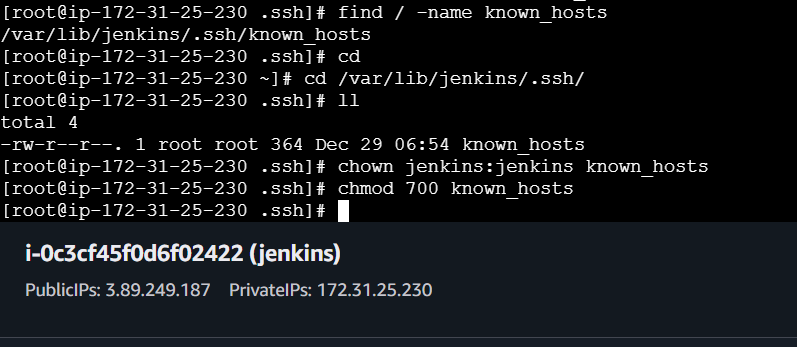 [root@ip-172-31-25-230 .ssh]# find / -name known_hosts
/var/lib/jenkins/.ssh/known_hosts
[root@ip-172-31-25-230 .ssh]# cd
[root@ip-172-31-25-230 ~]# cd /var/lib/jenkins/.ssh/
[root@ip-172-31-25-230 .ssh]# ll
total 4
-rw-r--r--. 1 root root 364 Dec 29 06:54 known_hosts
[root@ip-172-31-25-230 .ssh]# chown jenkins:jenkins known_hosts
[root@ip-172-31-25-230 .ssh]# chmod 700 known_hosts
[root@ip-172-31-25-230 .ssh]#
i-0c3cf45f0d6f02422 (jenkins)
PublicIPs: 3.89.249.187 PrivateIPs: 172.31.25.230